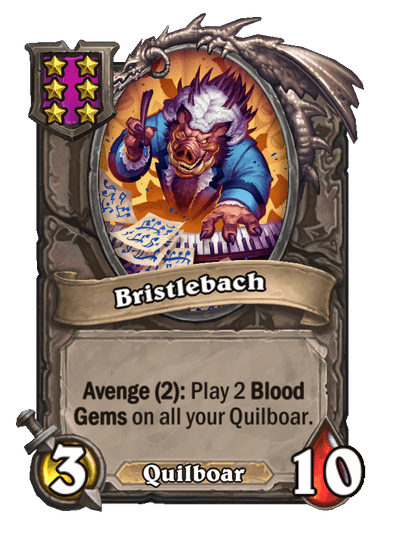 Bristlebach
Avenge (2): Play 2 Blood
Gems on all your Quilboar.
3
Quilboar
10